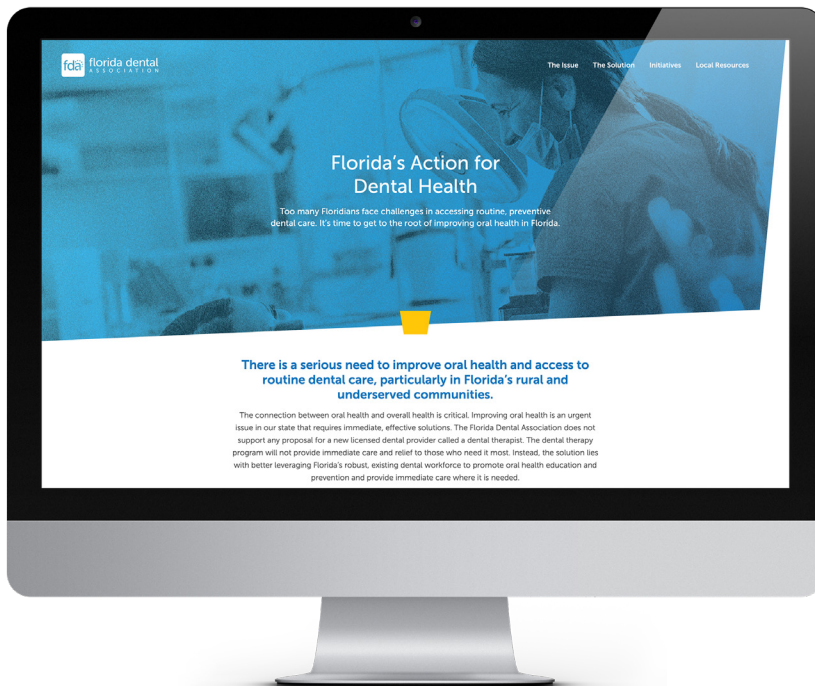 fda florida dental
ASSOCIATION
The Issue The Solution Initiatives Local Resources
Florida's Action for
Dental Health
Too many Floridians face challenges in accessing routine, preventive
dental care. It's time to get to the root of improving oral health in Florida.
There is a serious need to improve oral health and access to
routine dental care, particularly in Florida's rural and
underserved communities.
The connection between oral health and overall health is critical. Improving oral health is an urgent
issue in our state that requires immediate, effective solutions. The Florida Dental Association does not
support any proposal for a new licensed dental provider called a dental therapist. The dental therapy
program will not provide immediate care and relief to those who need it most. Instead, the solution lies
with better leveraging Florida's robust, existing dental workforce to promote oral health education and
prevention and provide immediate care where it is needed.